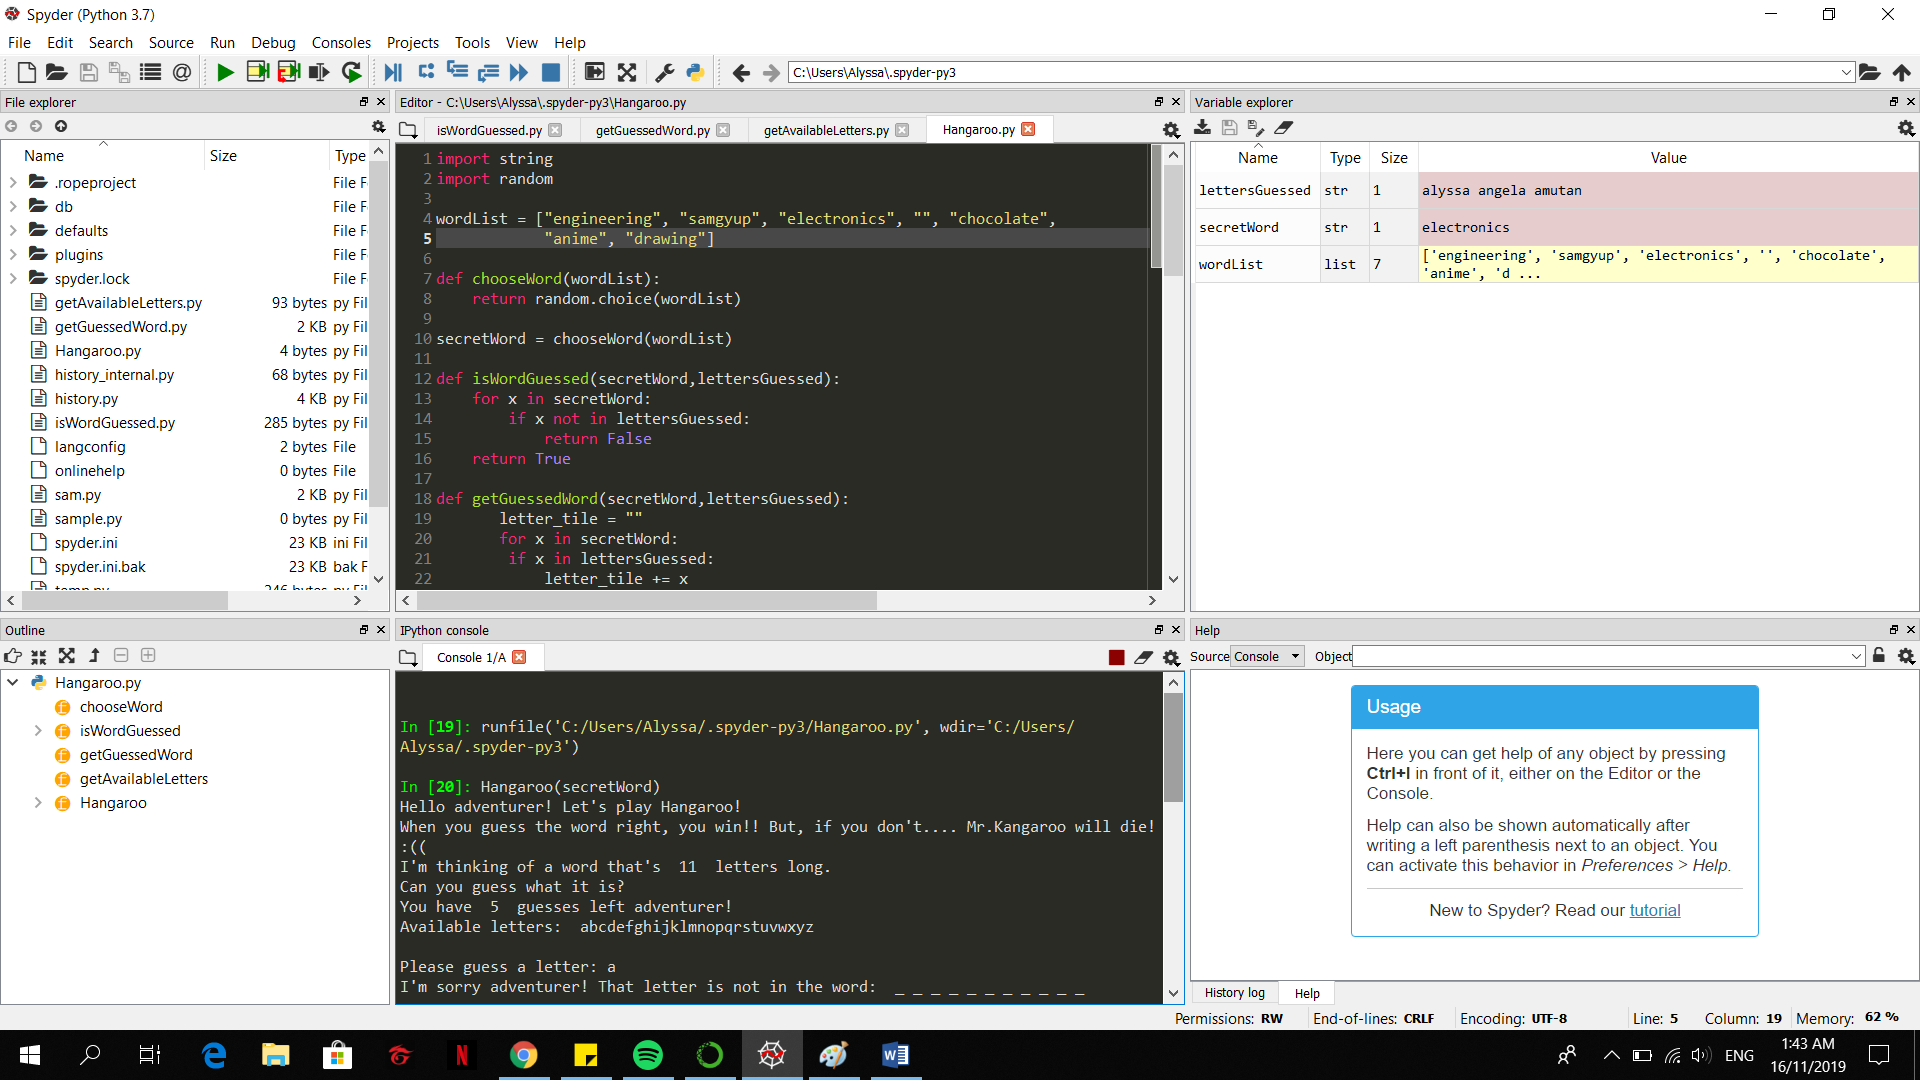 Spyder (Python 3.7)
File Edit Search Source Run Debug Consoles Projects Tools View Help
C:\Users\Alyssa\.spyder-py3
File explorer
Name Size Type
.ropeproject File F
db File F
defaults File F
plugins File F
spyder.lock File F
getAvailableLetters.py 93 bytes py Fil
getGuessedWord.py 2 KB py Fil
Hangaroo.py 4 bytes py Fil
history_internal.py 68 bytes py Fil
history.py 4 KB py Fil
isWordGuessed.py 285 bytes py Fil
langconfig 2 bytes File
onlinehelp 0 bytes File
sam.py 2 KB py Fil
sample.py 0 bytes py Fil
spyder.ini 23 KB ini Fil
spyder.ini.bak 23 KB bak F
Editor - C:\Users\Alyssa\.spyder-py3\Hangaroo.py
isWordGuessed.py getGuessedWord.py getAvailableLetters.py Hangaroo.py
1 import string
2 import random
3
4 wordList = ["engineering", "samgyup", "electronics", "", "chocolate",
5 "anime", "drawing"]
6
7 def chooseWord(wordList):
8 return random.choice(wordList)
9
10 secretWord = chooseWord(wordList)
11
12 def isWordGuessed(secretWord,lettersGuessed):
13 for x in secretWord:
14 if x not in lettersGuessed:
15 return False
16 return True
17
18 def getGuessedWord(secretWord,lettersGuessed):
19 letter_tile = ""
20 for x in secretWord:
21 if x in lettersGuessed:
22 letter_tile += x
Variable explorer
Name Type Size Value
lettersGuessed str 1 alyssa angela amutan
secretWord str 1 electronics
wordList list 7 ['engineering', 'samgyup', 'electronics', '', 'chocolate',
'anime', 'd ...
Outline
Hangaroo.py
chooseWord
isWordGuessed
getGuessedWord
getAvailableLetters
Hangaroo
IPython console
Console 1/A
In [19]: runfile('C:/Users/Alyssa/.spyder-py3/Hangaroo.py', wdir='C:/Users/
Alyssa/.spyder-py3')
In [20]: Hangaroo(secretWord)
Hello adventurer! Let's play Hangaroo!
When you guess the word right, you win!! But, if you don't.... Mr.Kangaroo will die!
:((
I'm thinking of a word that's 11 letters long.
Can you guess what it is?
You have 5 guesses left adventurer!
Available letters: abcdefghijklmnopqrstuvwxyz
Please guess a letter: a
I'm sorry adventurer! That letter is not in the word: _ _ _ _ _ _ _ _ _ _ _
Help
Source Console Object
Usage
Here you can get help of any object by pressing
Ctrl+I in front of it, either on the Editor or the
Console.
Help can also be shown automatically after
writing a left parenthesis next to an object. You
can activate this behavior in Preferences > Help.
New to Spyder? Read our tutorial
History log Help
Permissions: RW End-of-lines: CRLF Encoding: UTF-8 Line: 5 Column: 19 Memory: 62 %
ENG
1:43 AM
16/11/2019